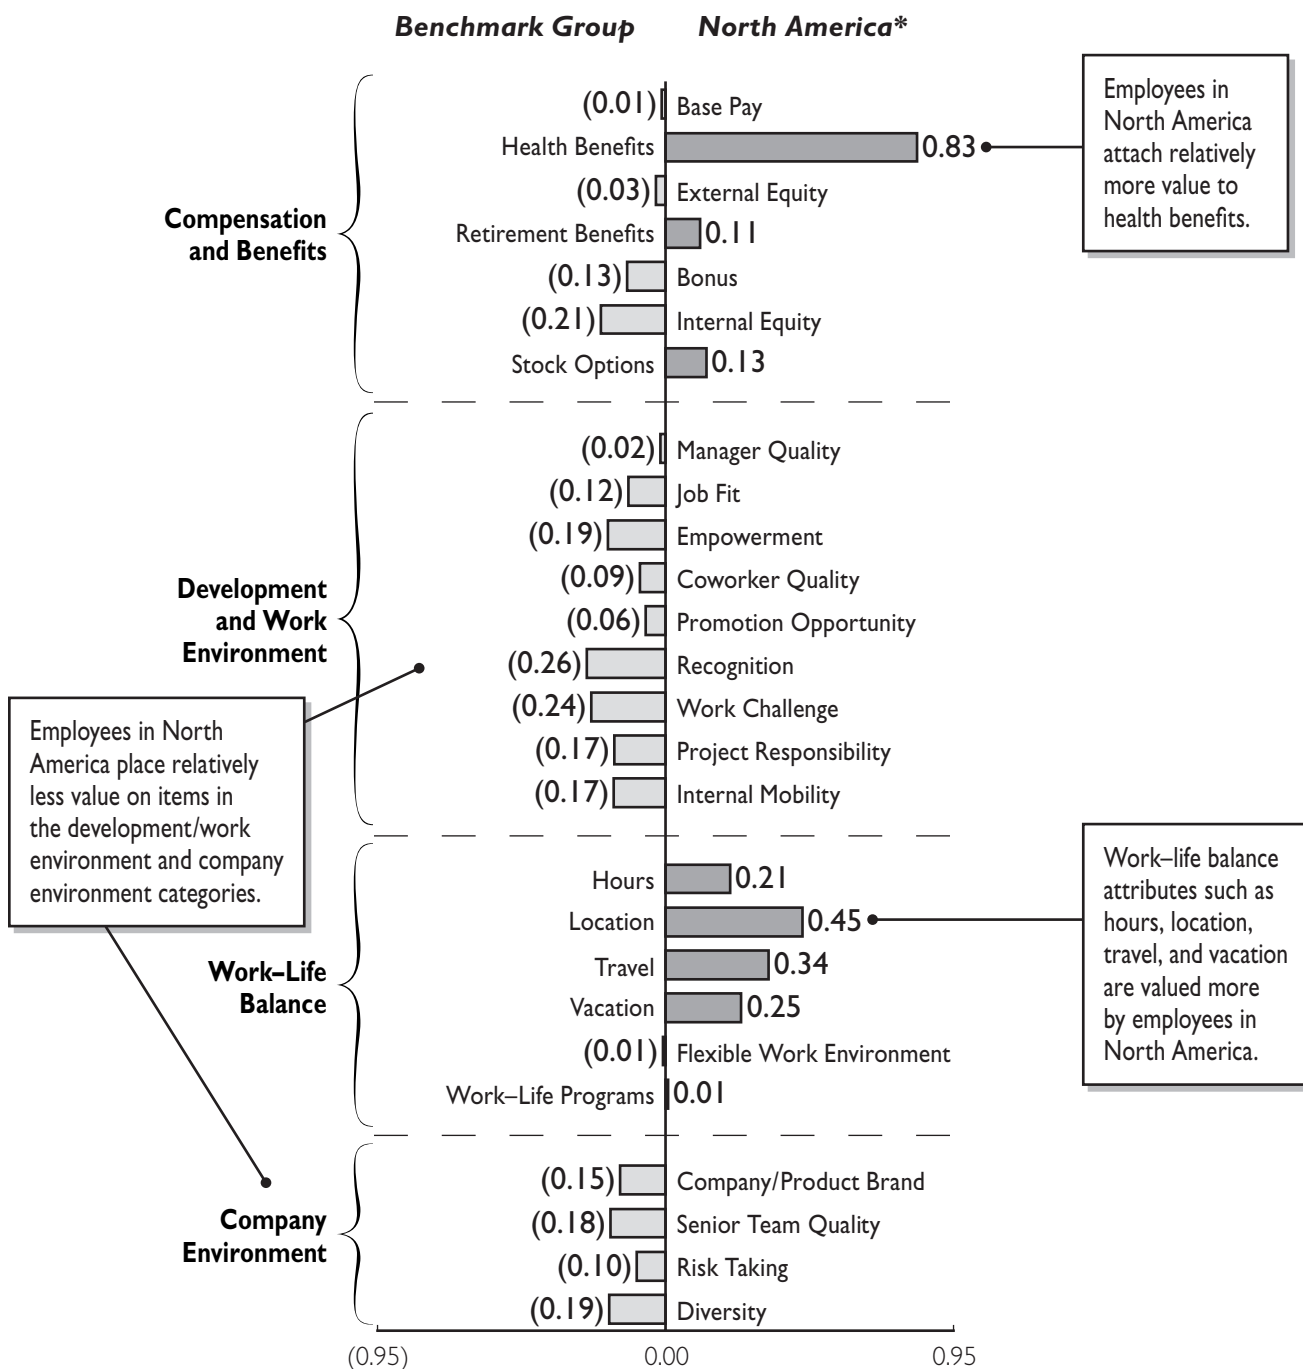 Benchmark Group North America*
(0.01) Base Pay
Health Benefits 0.83
(0.03) External Equity
Retirement Benefits 0.11
(0.13) Bonus
(0.21) Internal Equity
Stock Options 0.13
Compensation
and Benefits
Employees in
North America
attach relatively
more value to
health benefits.
(0.02) Manager Quality
(0.12) Job Fit
(0.19) Empowerment
(0.09) Coworker Quality
(0.06) Promotion Opportunity
(0.26) Recognition
(0.24) Work Challenge
(0.17) Project Responsibility
(0.17) Internal Mobility
Development
and Work
Environment
Employees in North
America place relatively
less value on items in
the development/work
environment and company
environment categories.
Hours 0.21
Location 0.45
Travel 0.34
Vacation 0.25
(0.01) Flexible Work Environment
Work–Life Programs 0.01
Work–Life
Balance
Work–life balance
attributes such as
hours, location,
travel, and vacation
are valued more
by employees in
North America.
(0.15) Company/Product Brand
(0.18) Senior Team Quality
(0.10) Risk Taking
(0.19) Diversity
Company
Environment
(0.95) 0.00 0.95